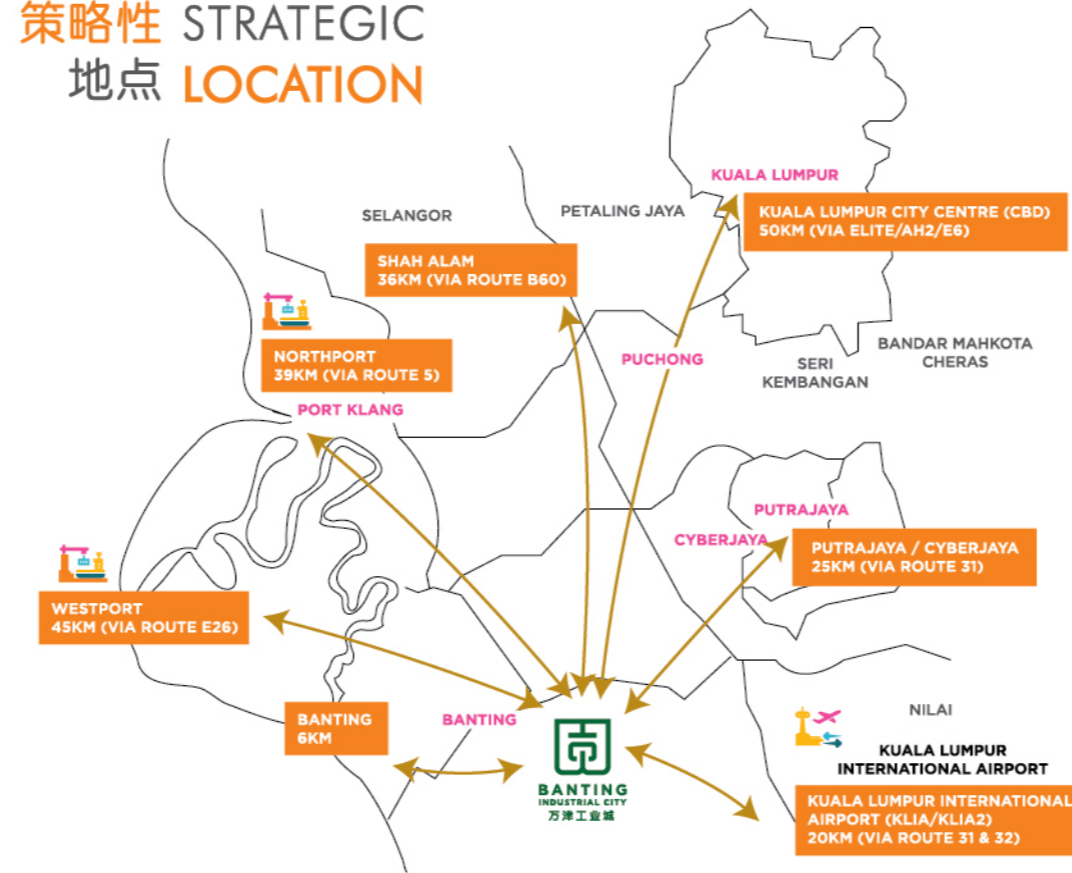 策略性 STRATEGIC
地点 LOCATION
KUALA LUMPUR
KUALA LUMPUR CITY CENTRE (CBD)
50KM (VIA ELITE/AH2/E6)
SELANGOR
PETALING JAYA
SHAH ALAM
36KM (VIA ROUTE B60)
NORTHPORT
39KM (VIA ROUTE 5)
PUCHONG
SERI
KEMBANGAN
BANDAR MAHKOTA
CHERAS
PORT KLANG
PUTRAJAYA
CYBERJAYA
PUTRAJAYA / CYBERJAYA
25KM (VIA ROUTE 31)
WESTPORT
45KM (VIA ROUTE E26)
BANTING
6KM
BANTING
BANTING
INDUSTRIAL CITY
万津工业城
NILAI
KUALA LUMPUR
INTERNATIONAL AIRPORT
KUALA LUMPUR INTERNATIONAL
AIRPORT (KLIA/KLIA2)
20KM (VIA ROUTE 31 & 32)